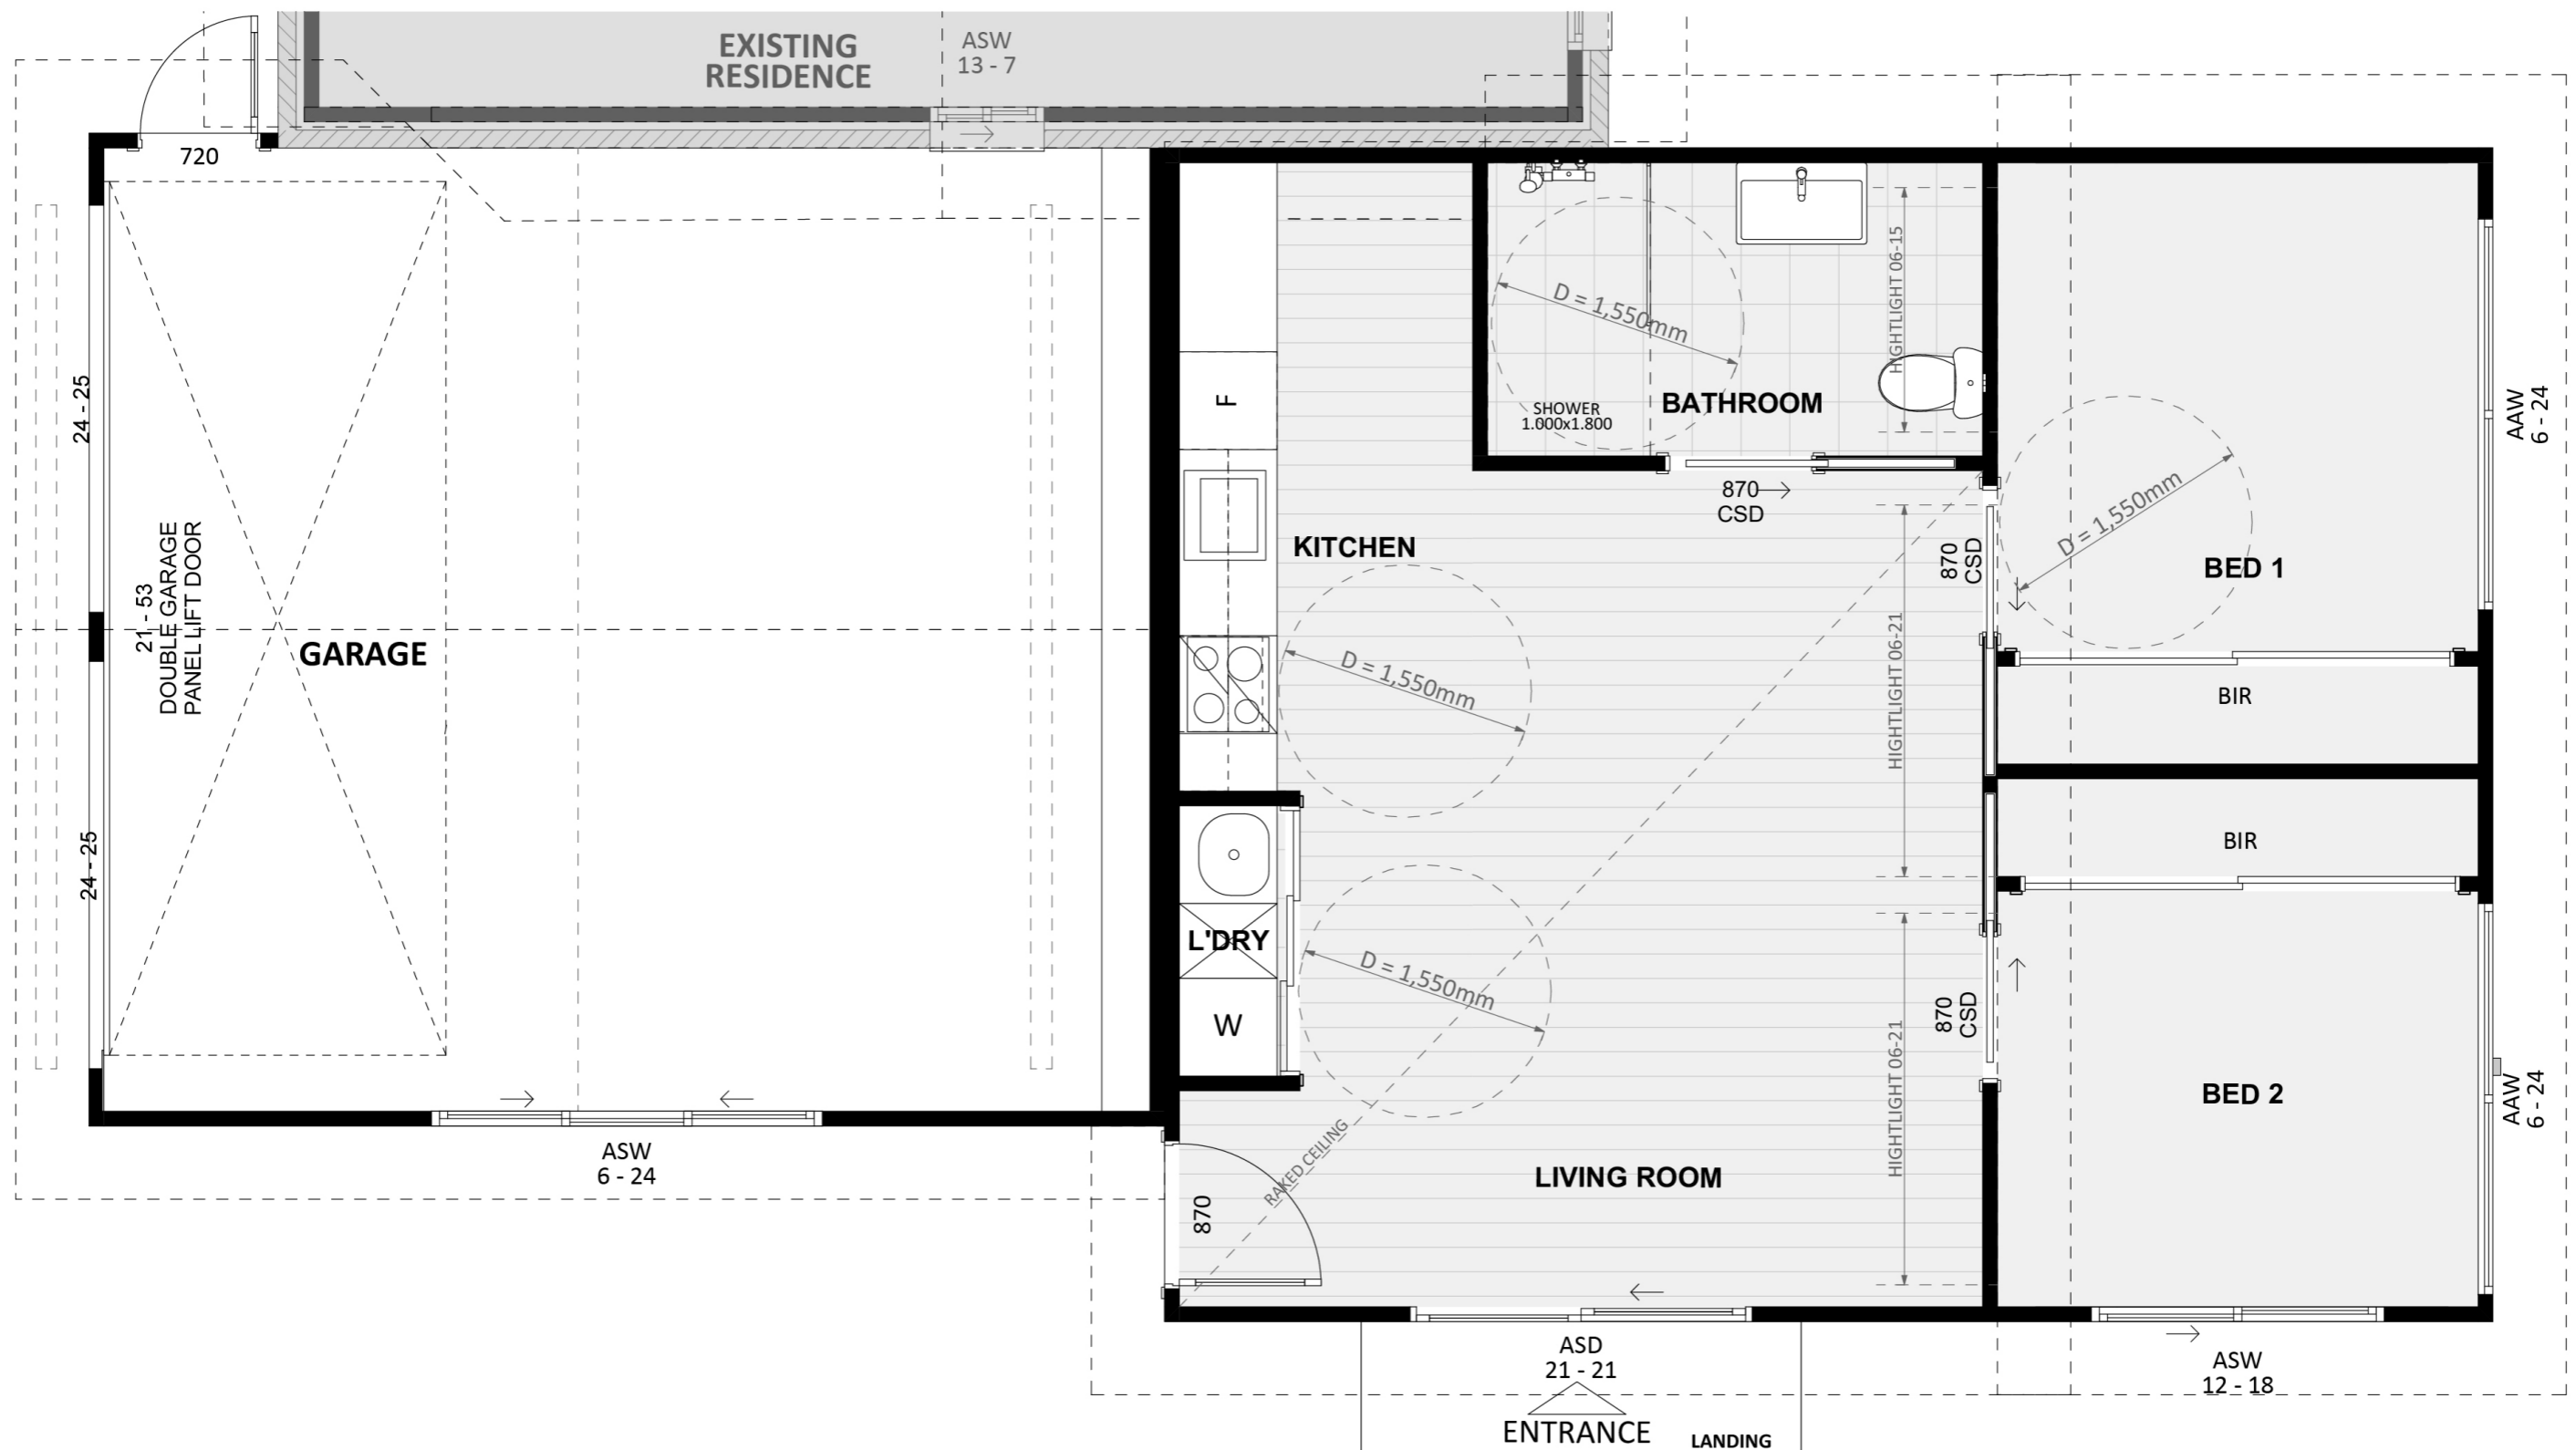 EXISTING
RESIDENCE
ASW
13 - 7
720
24 - 25
21 - 53
DOUBLE GARAGE
PANEL LIFT DOOR
GARAGE
24 - 25
ASW
6 - 24
F
KITCHEN
D = 1,550mm
L'DRY
W
D = 1,550mm
D = 1,550mm
SHOWER
1.000x1.800
BATHROOM
HIGHTLIGHT 06-15
870
CSD
870
CSD
HIGHTLIGHT 06-21
870
CSD
HIGHTLIGHT 06-21
D = 1,550mm
BED 1
AAW
6 - 24
BIR
BIR
BED 2
AAW
6 - 24
RAKED CEILING
870
LIVING ROOM
ASD
21 - 21
ENTRANCE
LANDING
ASW
12 - 18